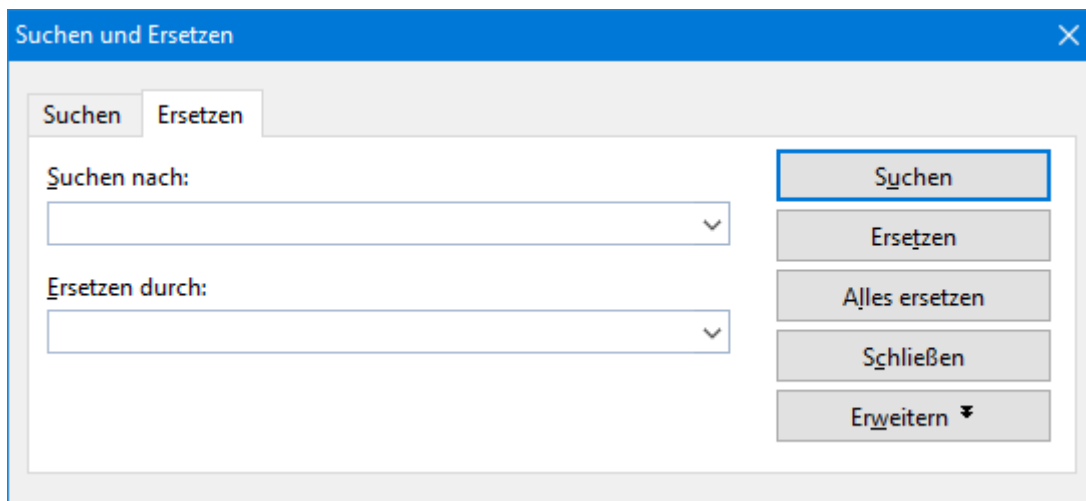 Suchen und Ersetzen
Suchen
Ersetzen
Suchen nach:
Ersetzen durch:
Suchen
Ersetzen
Alles ersetzen
Schließen
Erweitern